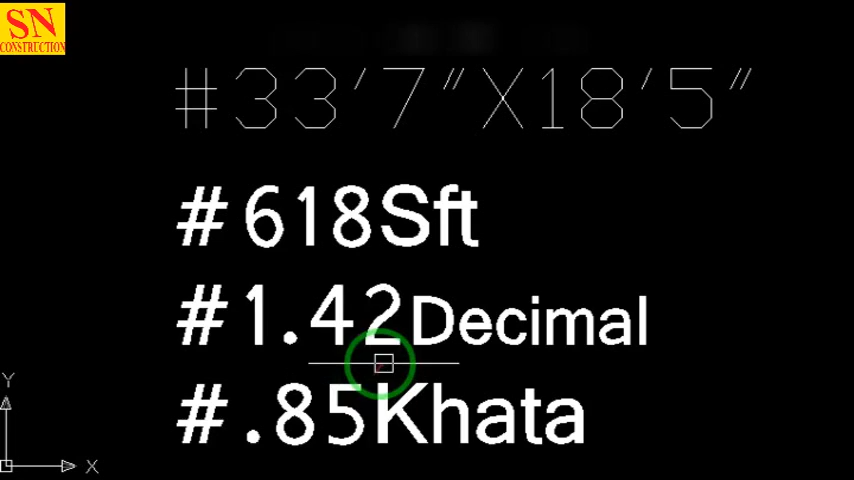 SN
CONSTRUCTION
#33'7"X18'5"
#618Sft
#1.42Decimal
#.85Khata
Y
X